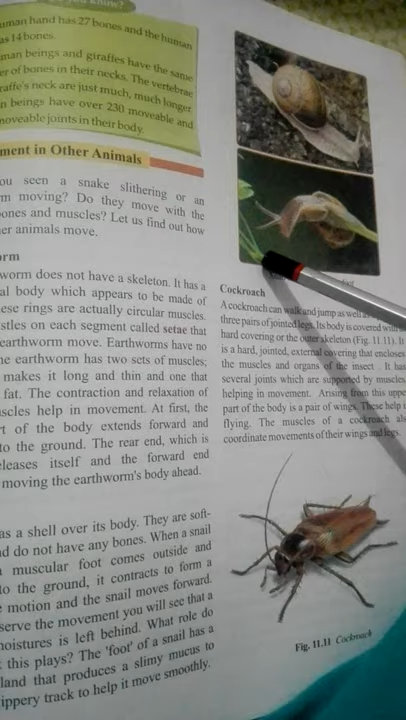 uman hand has 27 bones and the human
as 14 bones.
man beings and giraffes have the same
er of bones in their necks. The vertebrae
raffe's neck are just much, much longer.
n beings have over 230 moveable and
moveable joints in their body.
ment in Other Animals
ou seen a snake slithering or an
m moving? Do they move with the
ones and muscles? Let us find out how
er animals move.
orm
worm does not have a skeleton. It has a
al body which appears to be made of
ese rings are actually circular muscles.
stles on each segment called setae that
earthworm move. Earthworms have no
he earthworm has two sets of muscles;
makes it long and thin and one that
fat. The contraction and relaxation of
scles help in movement. At first, the
t of the body extends forward and
to the ground. The rear end, which is
leases itself and the forward end
moving the earthworm's body ahead.
as a shell over its body. They are soft-
d do not have any bones. When a snail
muscular foot comes outside and
to the ground, it contracts to form a
motion and the snail moves forward.
serve the movement you will see that a
moistures is left behind. What role do
this plays? The 'foot' of a snail has a
land that produces a slimy mucus to
ippery track to help it move smoothly.
Cockroach
A cockroach can walk and jump as well
three pairs of jointed legs. Its body is covered with
hard covering or the outer skeleton (Fig. 11.11). It
is a hard, jointed, external covering that encloses
the muscles and organs of the insect. It has
several joints which are supported by muscles
helping in movement. Arising from this uppe
part of the body is a pair of wings. These help i
flying. The muscles of a cockroach als
coordinate movements of their wings and legs.
Fig. 11.11 Cockroach